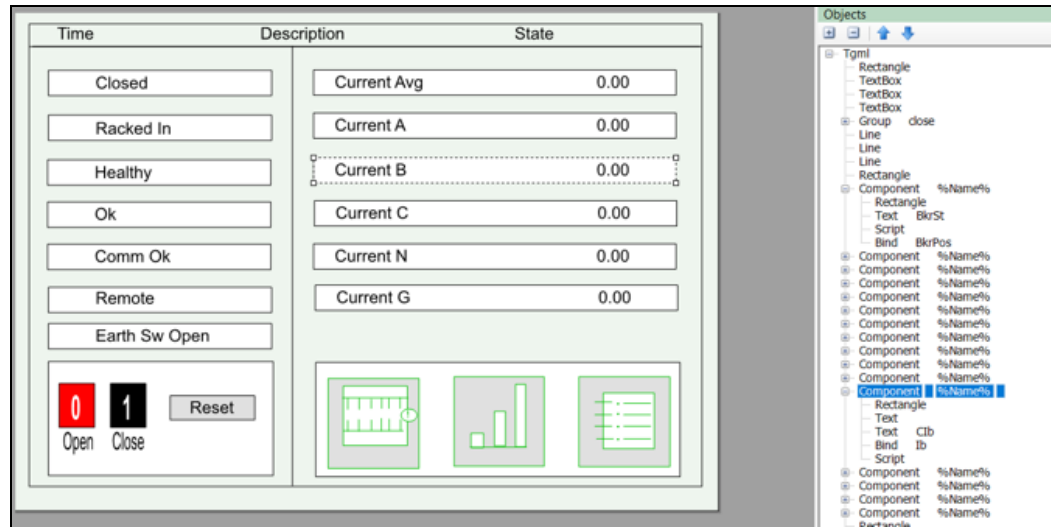 Time Description State
Closed
Racked In
Healthy
Ok
Comm Ok
Remote
Earth Sw Open
0 1 Reset
Open Close
Current Avg 0.00
Current A 0.00
Current B 0.00
Current C 0.00
Current N 0.00
Current G 0.00
Objects
Tgml
Rectangle
TextBox
TextBox
TextBox
Group close
Line
Line
Line
Rectangle
Component %Name%
Rectangle
Text BkrSt
Script
Bind BkrPos
Component %Name%
Component %Name%
Component %Name%
Component %Name%
Component %Name%
Component %Name%
Component %Name%
Component %Name%
Component %Name%
Component %Name%
Component %Name%
Rectangle
Text
Text CIb
Bind Ib
Script
Component %Name%
Component %Name%
Component %Name%
Component %Name%
Rectangle